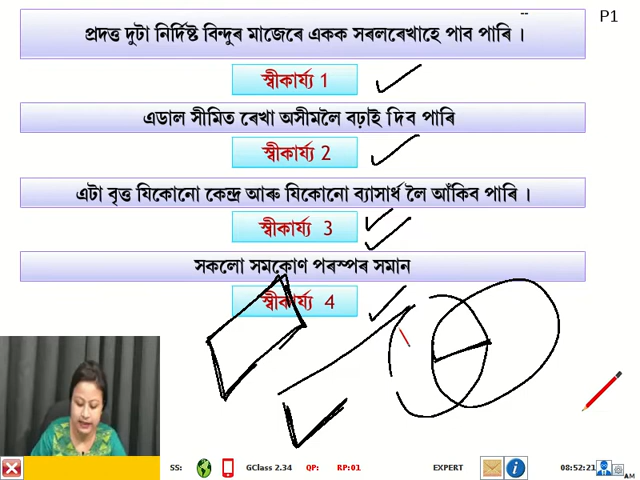 P1
প্ৰদত্ত দুটা নিৰ্দিষ্ট বিন্দুৰ মাজেৰে একক সৰলৰেখাহে পাব পাৰি ।
স্বীকাৰ্য্য 1
এডাল সীমিত ৰেখা অসীমলৈ বঢ়াই দিব পাৰি
স্বীকাৰ্য্য 2
এটা বৃত্ত যিকোনো কেন্দ্ৰ আৰু যিকোনো ব্যাসাৰ্ধ লৈ আঁকিব পাৰি ।
স্বীকাৰ্য্য 3
সকলো সমকোণ পৰস্পৰ সমান
স্বীকাৰ্য্য 4
SS: GClass 2.34 QP: RP:01 EXPERT 08:52:21 AM